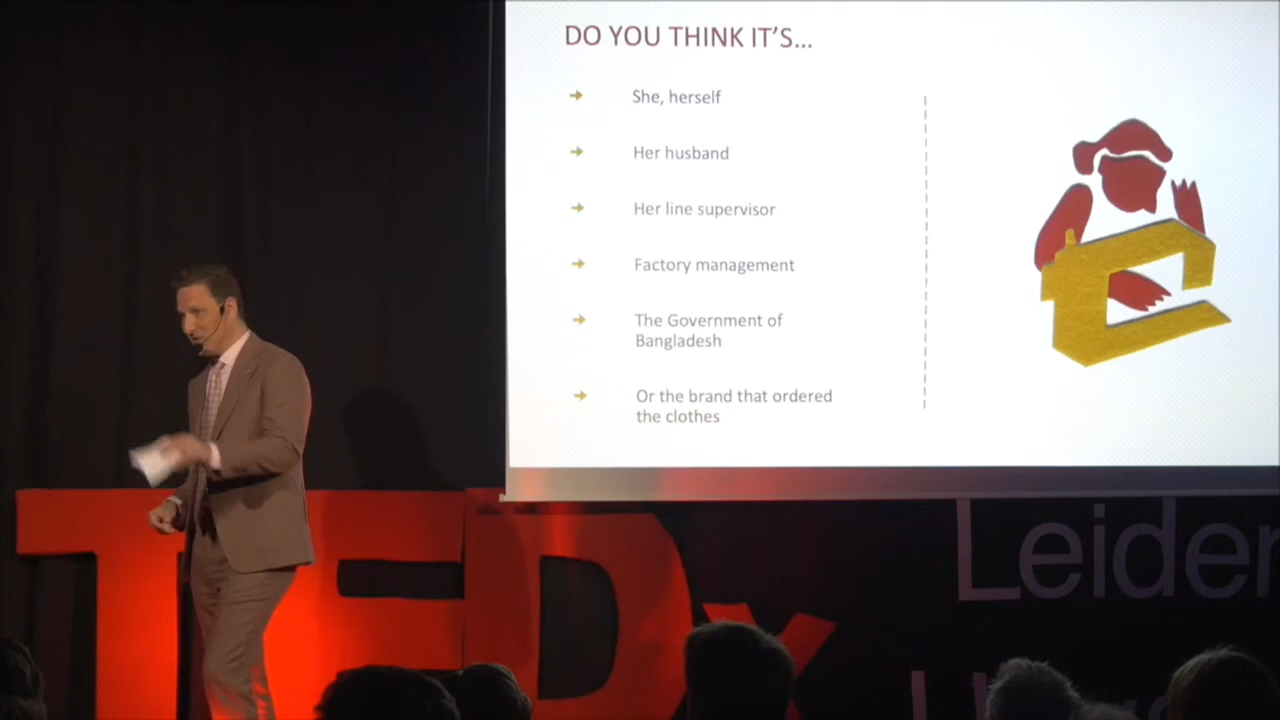 DO YOU THINK IT'S...
She, herself
Her husband
Her line supervisor
Factory management
The Government of
Bangladesh
Or the brand that ordered
the clothes
TEDx
Leiden